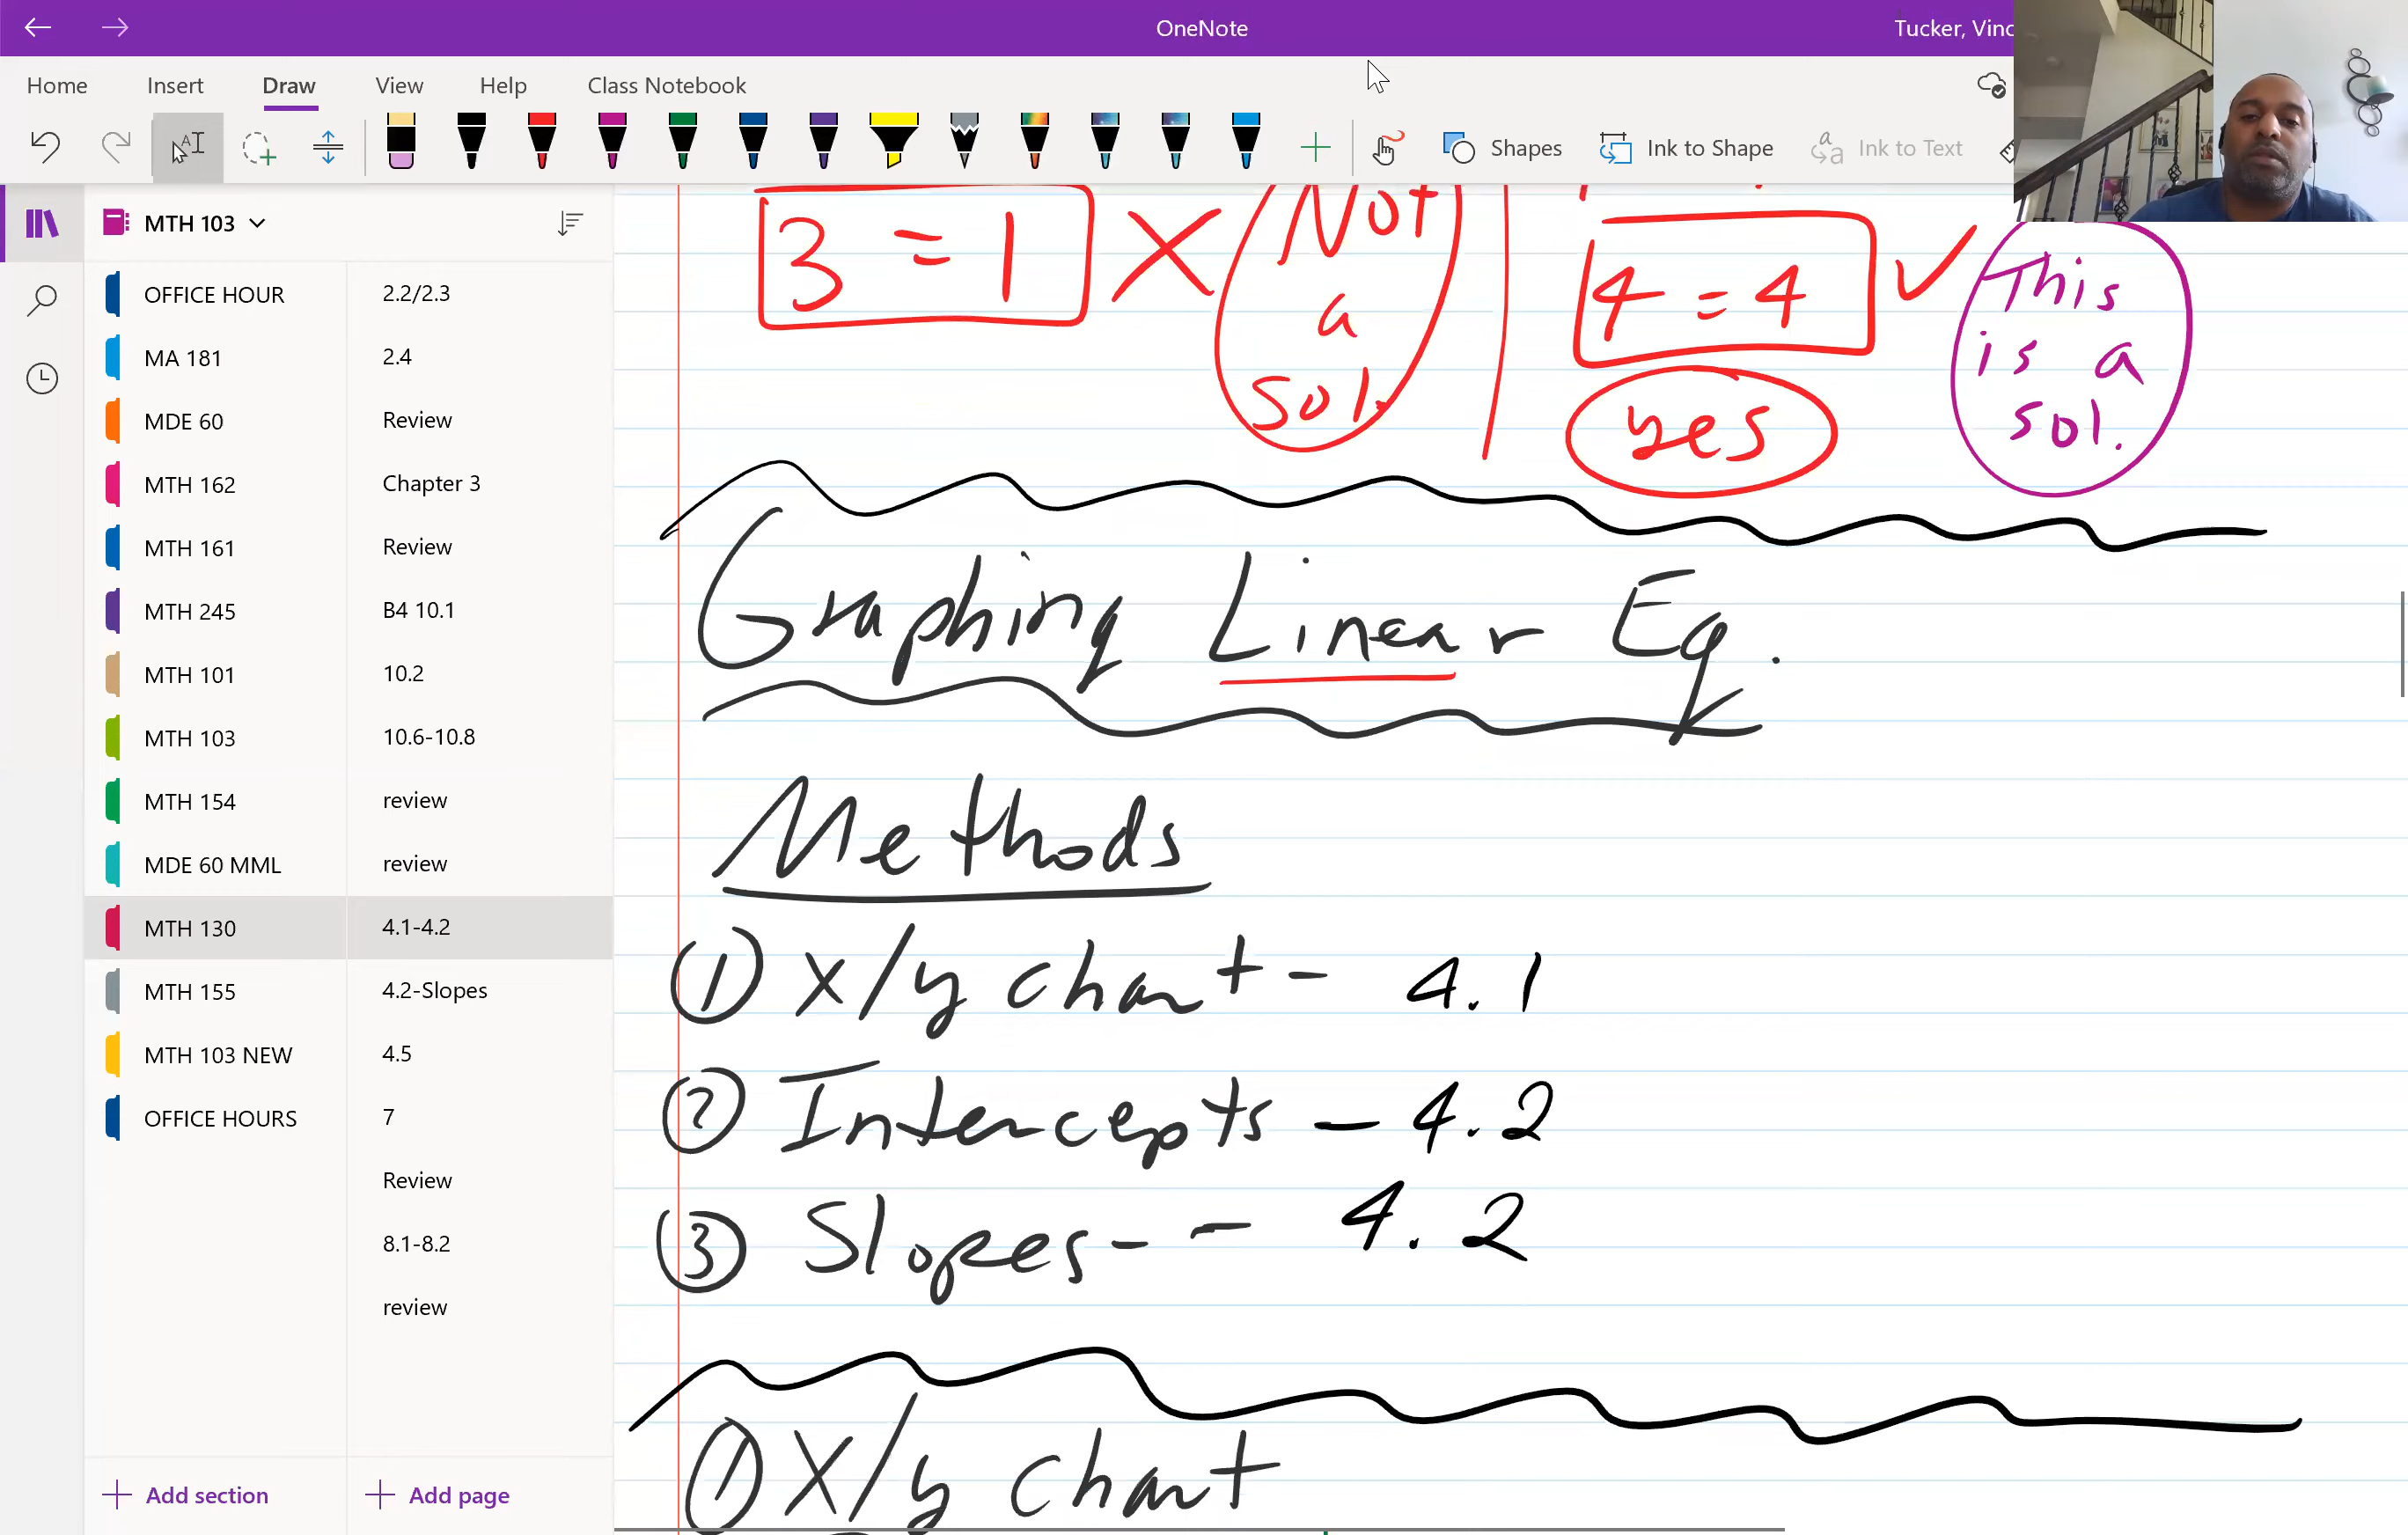 OneNote
Tucker, Vinc
Home Insert Draw View Help Class Notebook
Shapes Ink to Shape Ink to Text
MTH 103
OFFICE HOUR
MA 181
MDE 60
MTH 162
MTH 161
MTH 245
MTH 101
MTH 103
MTH 154
MDE 60 MML
MTH 130
MTH 155
MTH 103 NEW
OFFICE HOURS
Add section
2.2/2.3
2.4
Review
Chapter 3
Review
B4 10.1
10.2
10.6-10.8
review
review
4.1-4.2
4.2-Slopes
4.5
7
Review
8.1-8.2
review
Add page
3 = 1 X
Not
a
sol.
4 = 4 ✓
yes
This
is a
sol.
Graphing Linear Eq.
Methods
① X/y chart - 4.1
② Intercepts - 4.2
③ Slopes - - 4.2
① X/y chart